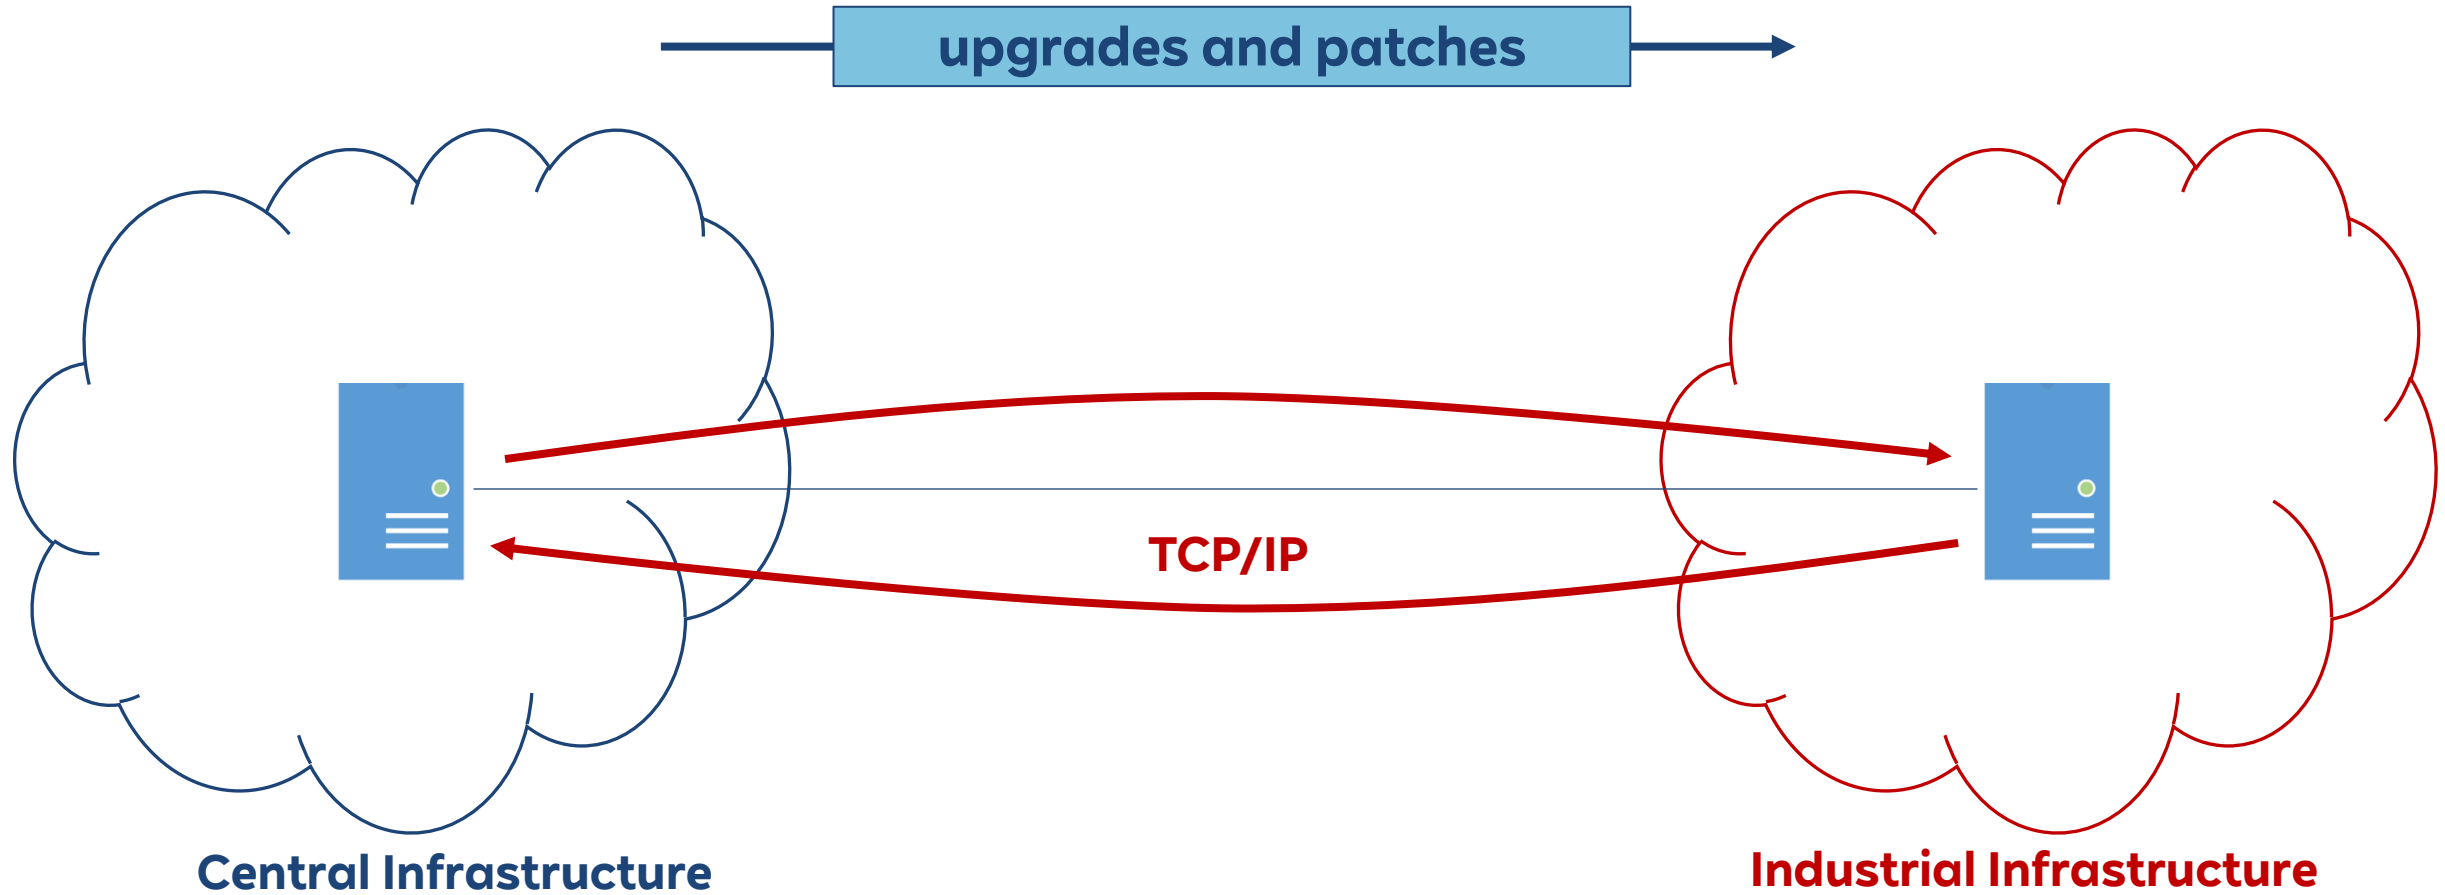 upgrades and patches
TCP/IP
Central Infrastructure
Industrial Infrastructure